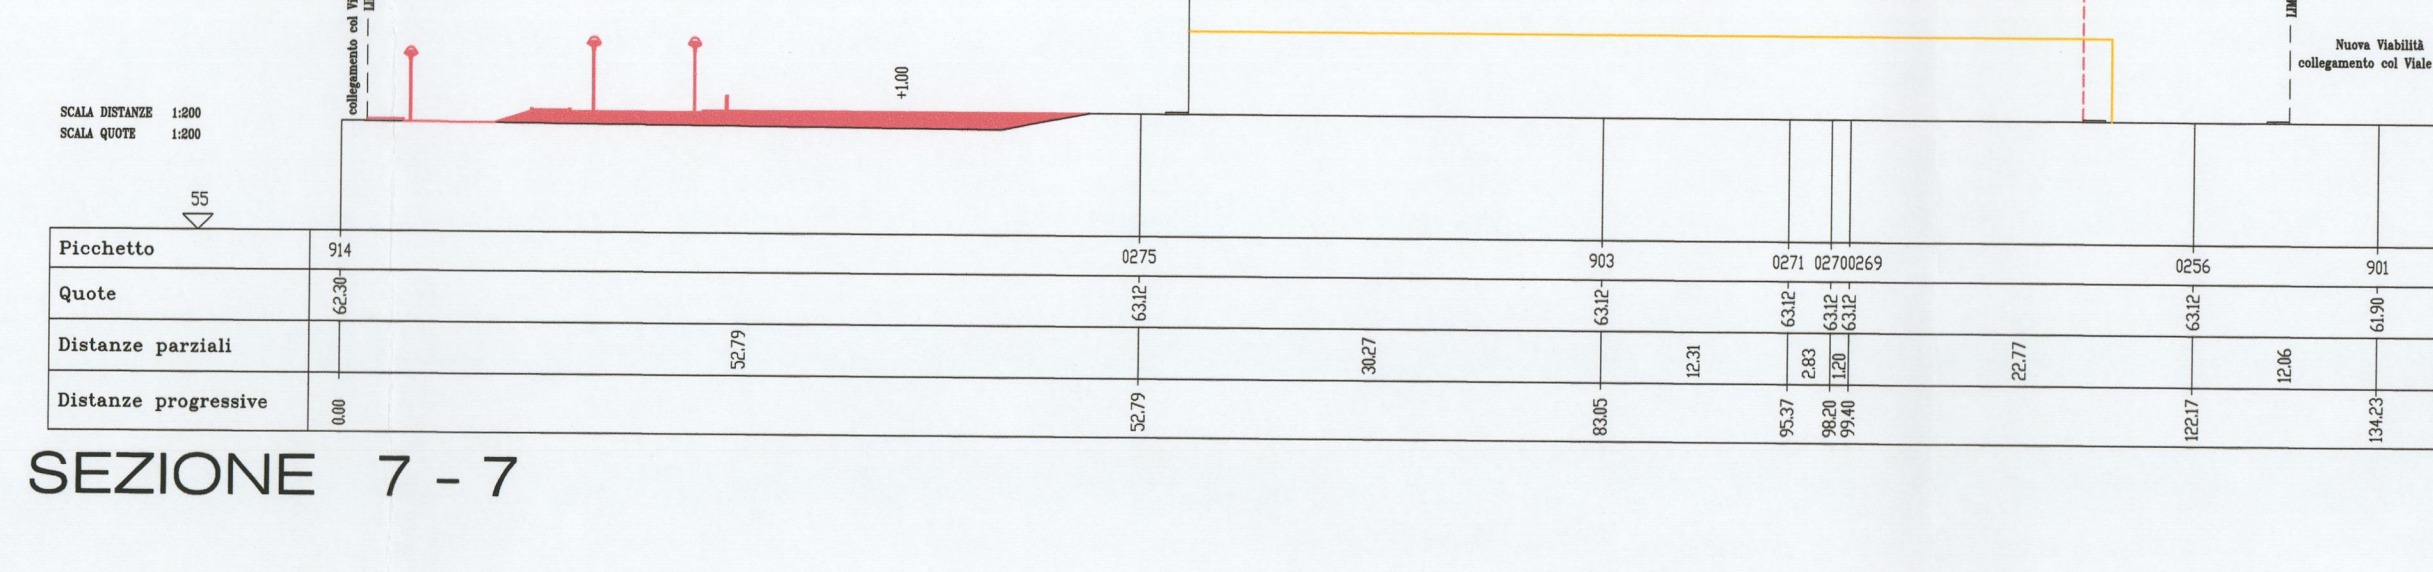 collegamento col Vi
+1.00
LIM
Nuova Viabilità
collegamento col Viale
SCALA DISTANZE 1:200
SCALA QUOTE 1:200
55
Picchetto 914 0275 903 0271 0270 0269 0256 901
Quote 62.30 63.12 63.12 63.12 63.12 63.12 63.12 61.90
Distanze parziali 52.79 30.27 12.31 2.83 1.20 22.77 12.06
Distanze progressive 0.00 52.79 83.05 95.37 98.20 99.40 122.17 134.23
SEZIONE 7 - 7